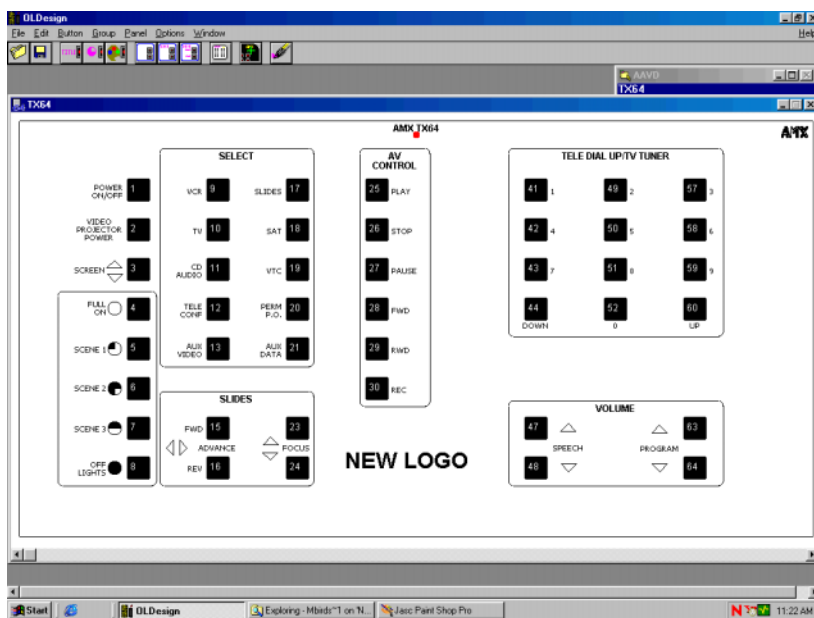 OLDesign
File Edit Button Group Panel Options Window Help
AAVD
TX64
TX64
AMX TX64
AMX
SELECT
AV
CONTROL
TELE DIAL UP/TV TUNER
POWER
ON/OFF 1
VCR 9
SLIDES 17
25 PLAY
41 1
49 2
57 3
VIDEO
PROJECTOR
POWER 2
TV 10
SAT 18
26 STOP
42 4
50 5
58 6
SCREEN 3
CD
AUDIO 11
VTC 19
27 PAUSE
43 7
51 8
59 9
FULL
ON 4
TELE
CONF 12
PERM
P.O. 20
28 FWD
44
DOWN
52
0
60
UP
SCENE 1 5
AUX
VIDEO 13
AUX
DATA 21
29 RWD
SCENE 2 6
30 REC
SLIDES
VOLUME
SCENE 3 7
FWD 15
23
47
63
ADVANCE
FOCUS
SPEECH
PROGRAM
OFF
LIGHTS 8
REV 16
24
48
64
NEW LOGO
Start
OLDesign
Exploring - Mbirds~1 on 'N...
Jasc Paint Shop Pro
11:22 AM